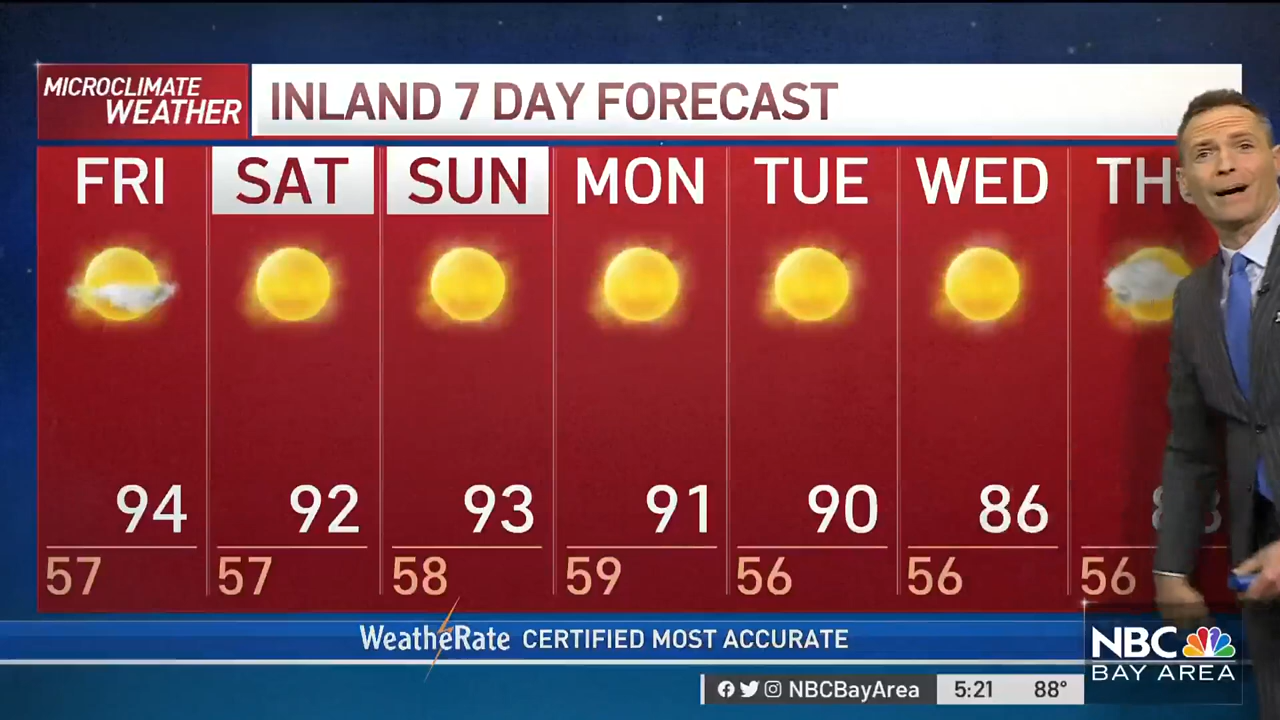 MICROCLIMATE
WEATHER
INLAND 7 DAY FORECAST
FRI SAT SUN MON TUE WED
94 92 93 91 90 86
57 57 58 59 56 56 56
WeatheRate CERTIFIED MOST ACCURATE
NBC
BAY AREA
NBCBayArea 5:21 88°